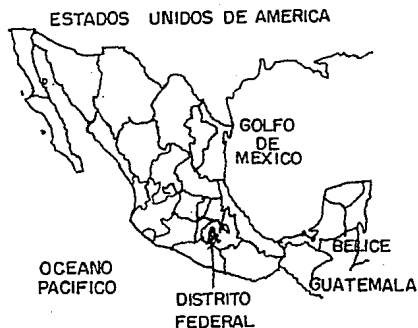 ESTADOS UNIDOS DE AMERICA
GOLFO
DE
MEXICO
BELICE
GUATEMALA
OCEANO
PACIFICO
DISTRITO
FEDERAL